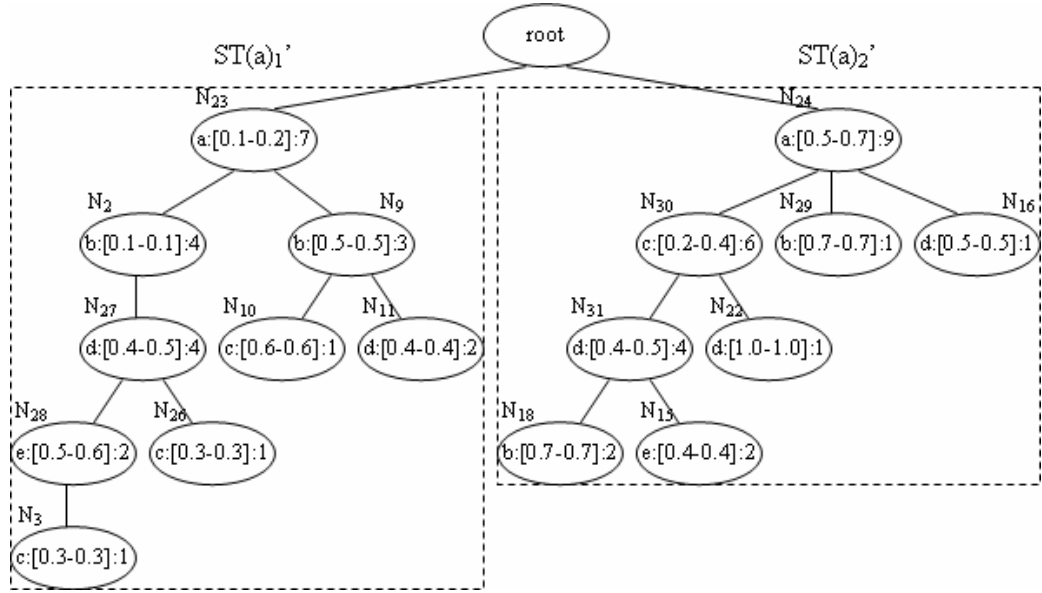 root
ST(a)₁' ST(a)₂'
N₂₃ N₂₄
a:[0.1-0.2]:7 a:[0.5-0.7]:9
N₂ N₉ N₃₀ N₂₉ N₁₆
b:[0.1-0.1]:4 b:[0.5-0.5]:3 c:[0.2-0.4]:6 b:[0.7-0.7]:1 d:[0.5-0.5]:1
N₂₇ N₁₀ N₁₁ N₃₁ N₂₂
d:[0.4-0.5]:4 c:[0.6-0.6]:1 d:[0.4-0.4]:2 d:[0.4-0.5]:4 d:[1.0-1.0]:1
N₂₈ N₂₆ N₁₈ N₁₅
e:[0.5-0.6]:2 c:[0.3-0.3]:1 b:[0.7-0.7]:2 e:[0.4-0.4]:2
N₃
c:[0.3-0.3]:1